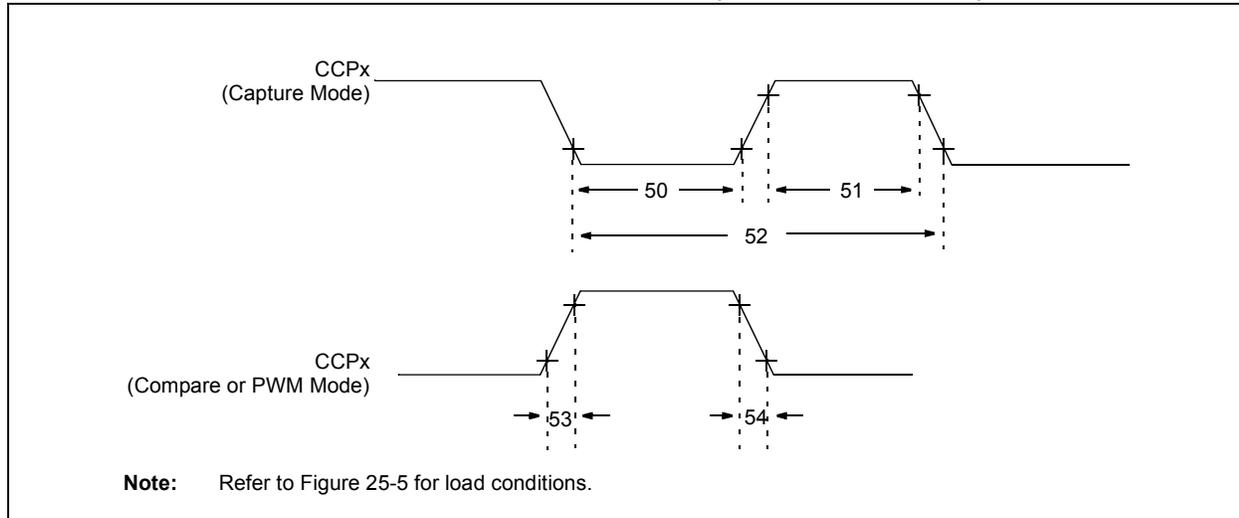 CCPx
(Capture Mode)
50
51
52
CCPx
(Compare or PWM Mode)
53
54
Note: Refer to Figure 25-5 for load conditions.